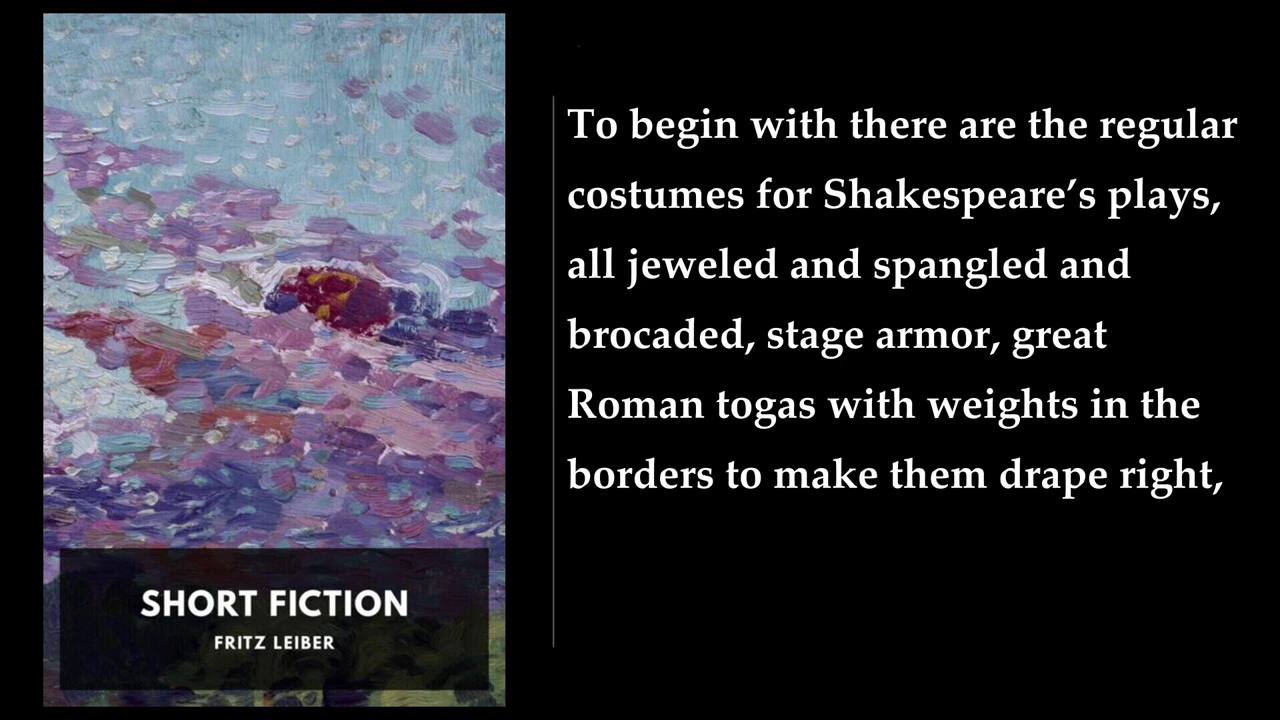 To begin with there are the regular
costumes for Shakespeare’s plays,
all jeweled and spangled and
brocaded, stage armor, great
Roman togas with weights in the
borders to make them drape right,
SHORT FICTION
FRITZ LEIBER